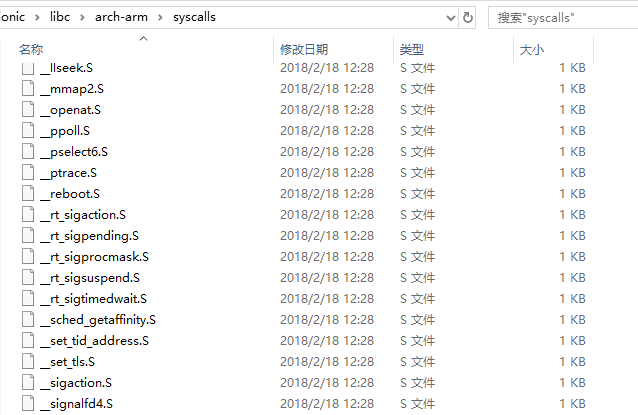 ionic > libc > arch-arm > syscalls 搜索"syscalls"
名称 修改日期 类型 大小
__llseek.S 2018/2/18 12:28 S 文件 1 KB
__mmap2.S 2018/2/18 12:28 S 文件 1 KB
__openat.S 2018/2/18 12:28 S 文件 1 KB
__ppoll.S 2018/2/18 12:28 S 文件 1 KB
__pselect6.S 2018/2/18 12:28 S 文件 1 KB
__ptrace.S 2018/2/18 12:28 S 文件 1 KB
__reboot.S 2018/2/18 12:28 S 文件 1 KB
__rt_sigaction.S 2018/2/18 12:28 S 文件 1 KB
__rt_sigpending.S 2018/2/18 12:28 S 文件 1 KB
__rt_sigprocmask.S 2018/2/18 12:28 S 文件 1 KB
__rt_sigsuspend.S 2018/2/18 12:28 S 文件 1 KB
__rt_sigtimedwait.S 2018/2/18 12:28 S 文件 1 KB
__sched_getaffinity.S 2018/2/18 12:28 S 文件 1 KB
__set_tid_address.S 2018/2/18 12:28 S 文件 1 KB
__set_tls.S 2018/2/18 12:28 S 文件 1 KB
__sigaction.S 2018/2/18 12:28 S 文件 1 KB
__signalfd4.S 2018/2/18 12:28 S 文件 1 KB